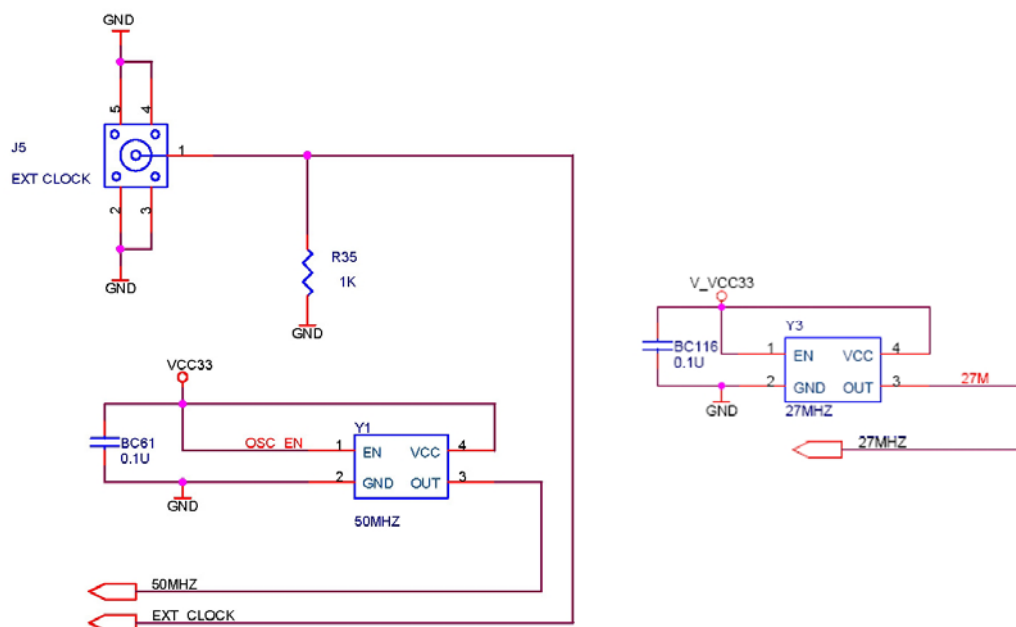 GND
5
4
J5
1
EXT CLOCK
2
3
GND
R35
1K
GND
VCC33
BC61
0.1U
OSC_EN
Y1
1
EN
VCC
4
2
GND
OUT
3
GND
50MHZ
50MHZ
EXT CLOCK
V_VCC33
BC116
0.1U
Y3
1
EN
VCC
4
2
GND
OUT
3
27M
GND
27MHZ
27MHZ